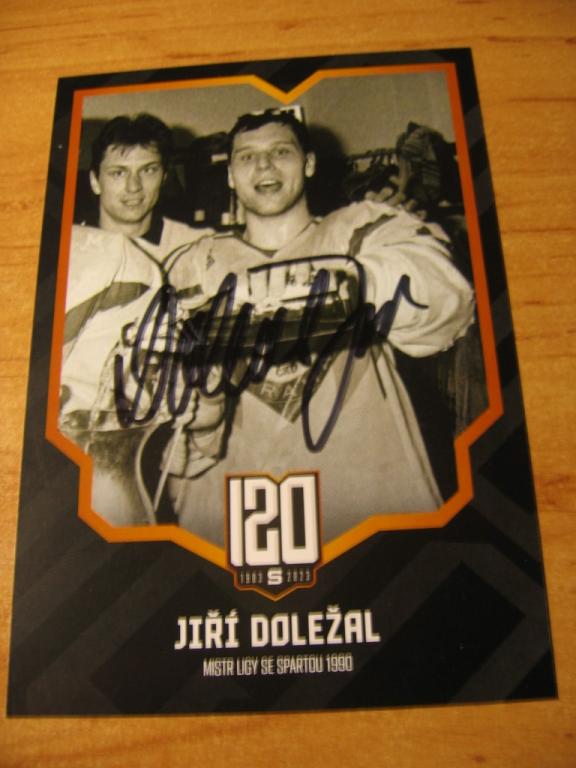 120
1903 S 2023
JIŘÍ DOLEŽAL
MISTR LIGY SE SPARTOU 1990